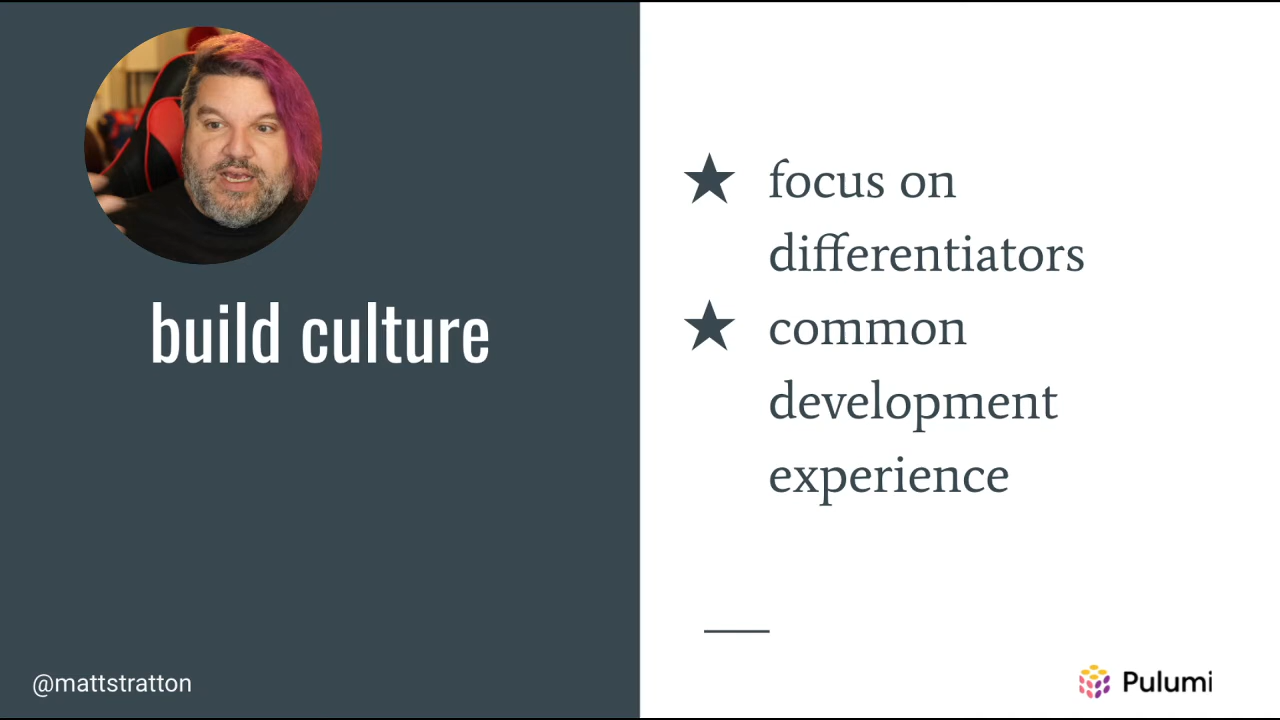 build culture
★ focus on
differentiators
★ common
development
experience
@mattstratton
Pulumi